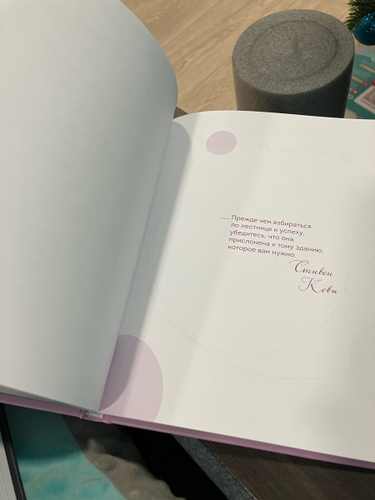 ... Прежде чем взбираться
по лестнице к успеху,
убедитесь, что она
прислонена к тому зданию,
которое вам нужно.
Стивен
Кови